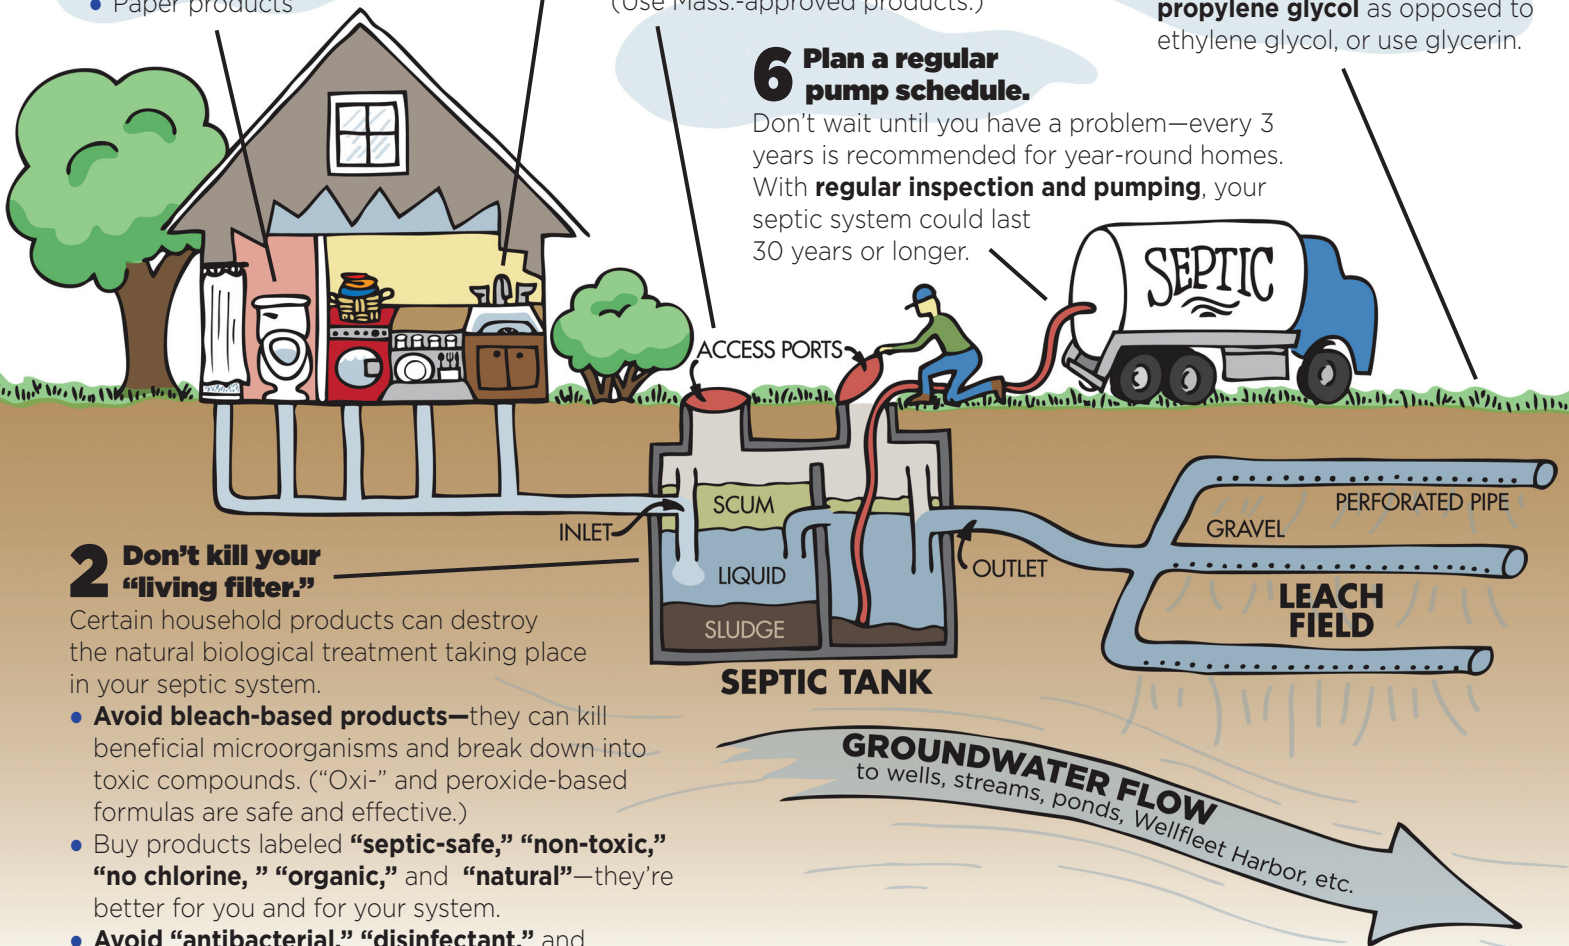 • Paper products
(Use Mass.-approved products.)
propylene glycol as opposed to
ethylene glycol, or use glycerin.
6 Plan a regular
pump schedule.
Don't wait until you have a problem—every 3
years is recommended for year-round homes.
With regular inspection and pumping, your
septic system could last
30 years or longer.
SEPTIC
ACCESS PORTS
INLET
SCUM
LIQUID
SLUDGE
OUTLET
SEPTIC TANK
PERFORATED PIPE
GRAVEL
LEACH
FIELD
2 Don't kill your
“living filter.”
Certain household products can destroy
the natural biological treatment taking place
in your septic system.
• Avoid bleach-based products—they can kill
beneficial microorganisms and break down into
toxic compounds. (“Oxi-” and peroxide-based
formulas are safe and effective.)
• Buy products labeled “septic-safe,” “non-toxic,”
“no chlorine, ” “organic,” and “natural”—they're
better for you and for your system.
• Avoid “antibacterial,” “disinfectant,” and
GROUNDWATER FLOW
to wells, streams, ponds, Wellfleet Harbor, etc.